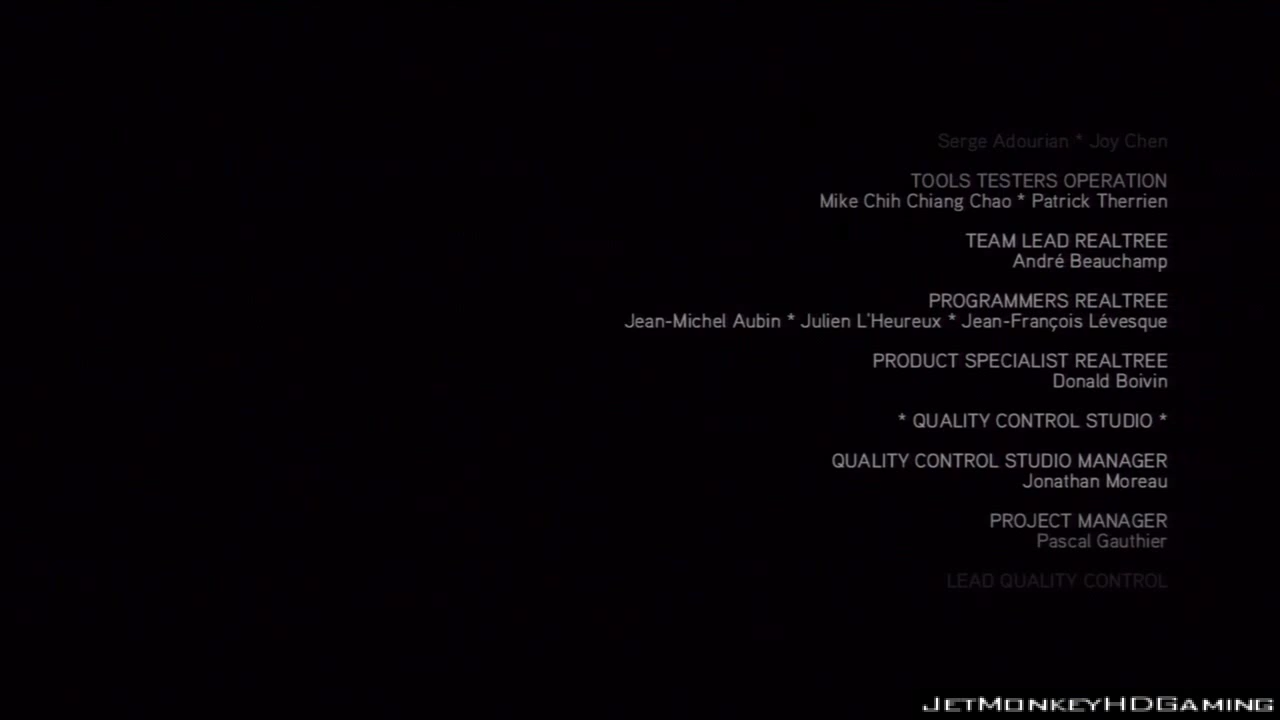 Serge Adourian * Joy Chen
TOOLS TESTERS OPERATION
Mike Chih Chiang Chao * Patrick Therrien
TEAM LEAD REALTREE
André Beauchamp
PROGRAMMERS REALTREE
Jean-Michel Aubin * Julien L'Heureux * Jean-François Lévesque
PRODUCT SPECIALIST REALTREE
Donald Boivin
* QUALITY CONTROL STUDIO *
QUALITY CONTROL STUDIO MANAGER
Jonathan Moreau
PROJECT MANAGER
Pascal Gauthier
LEAD QUALITY CONTROL
JetMonkeyHDGaming